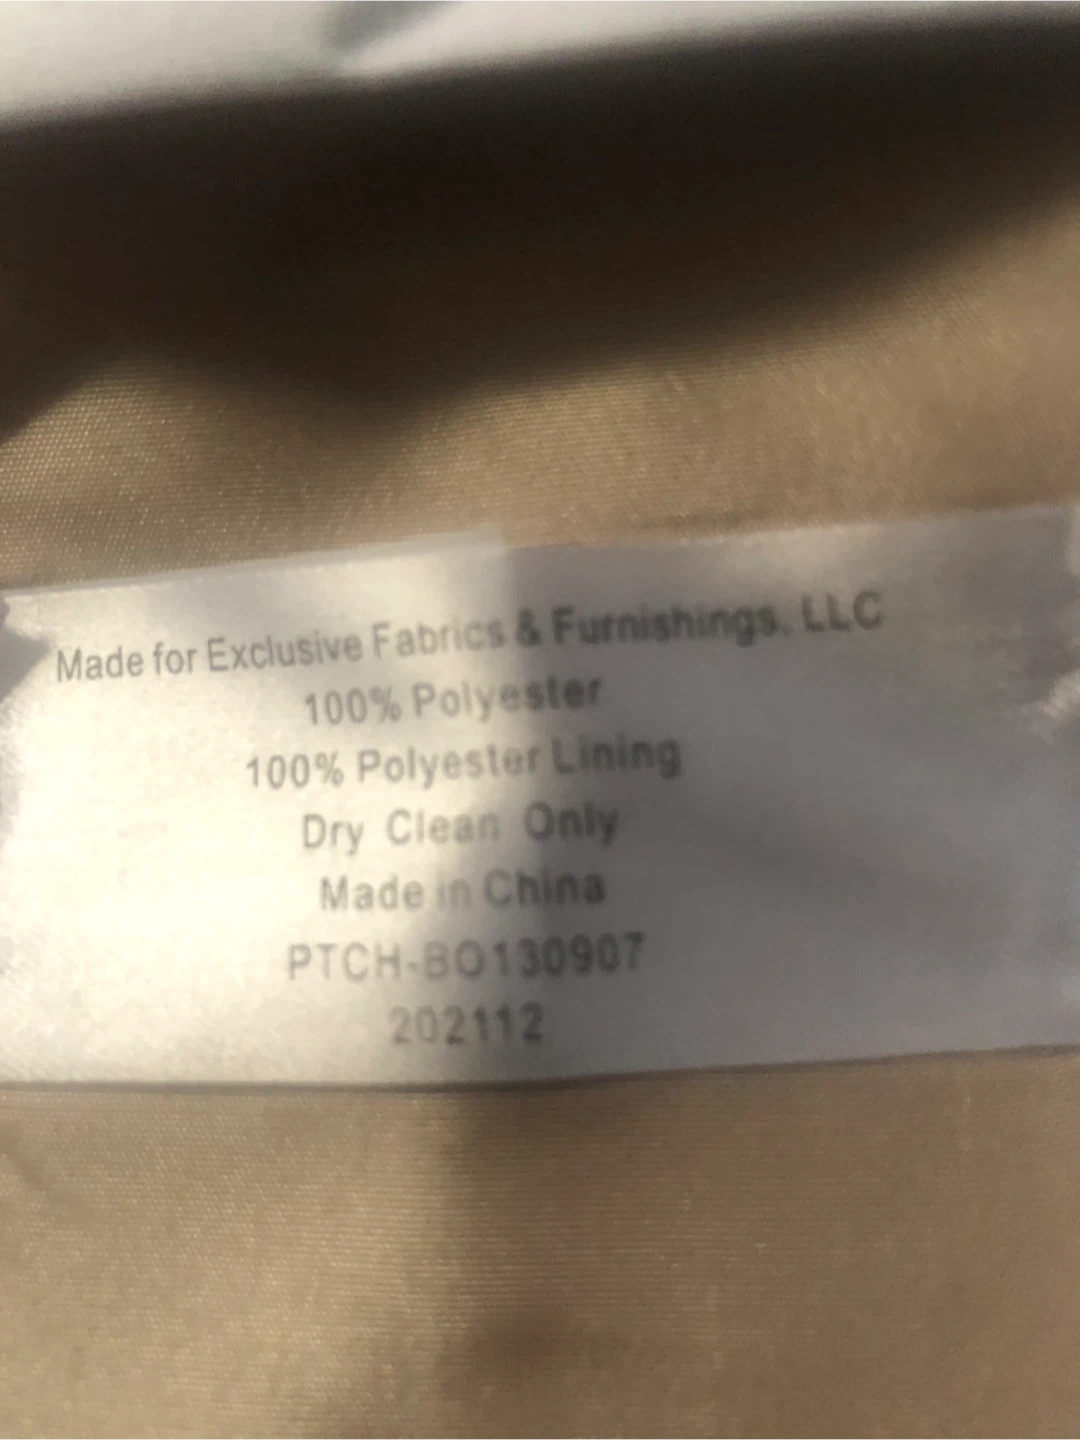 Made for Exclusive Fabrics & Furnishings, LLC
100% Polyester
100% Polyester Lining
Dry Clean Only
Made in China
PTCH-BO130907
202112